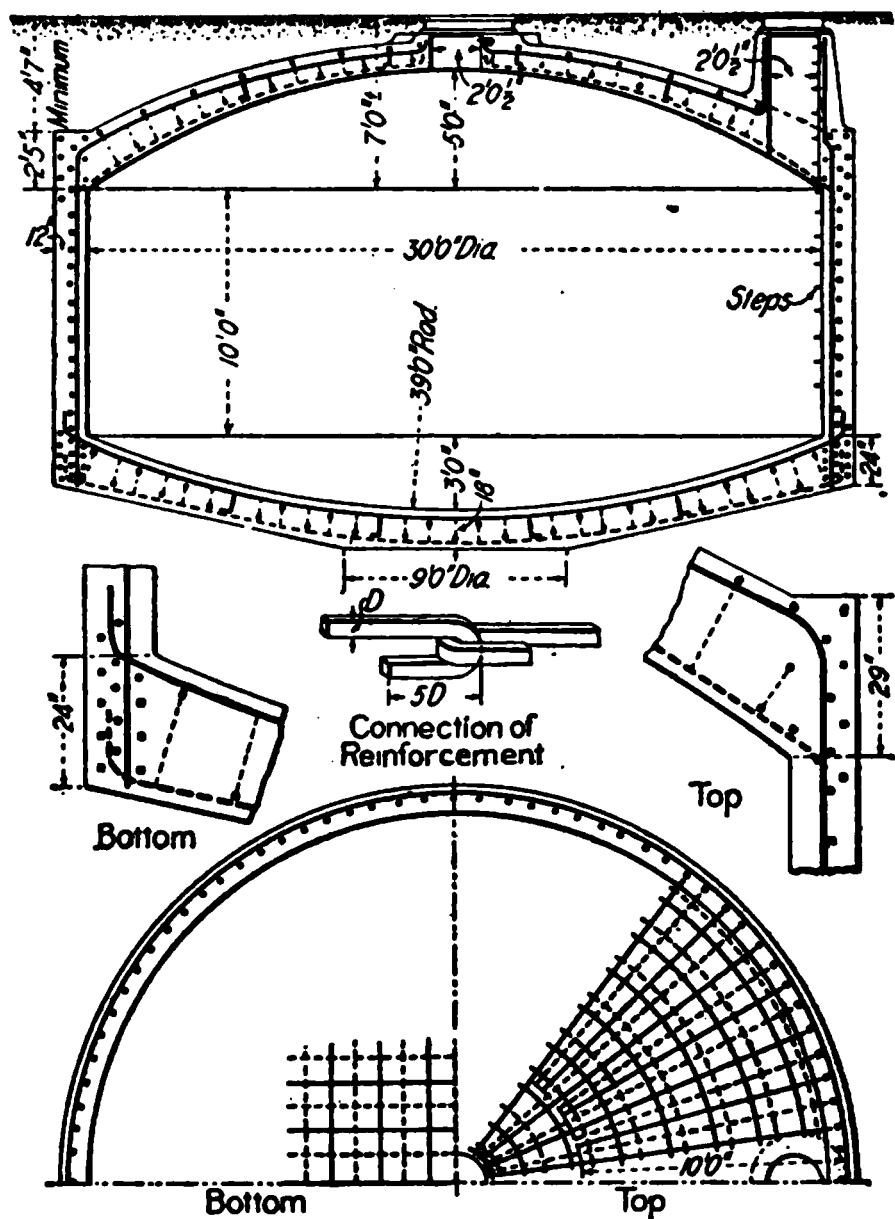 4'7"
Minimum
2'5"
2'0½"
2'0½"
7'0"±
5'0"
12"
30'0"Dia.
Steps
10'0"
39'0"Rad.
3'0"
18"
24"
9'0"Dia.
D
5D
Connection of
Reinforcement
24"
Bottom
29"
Top
10'0"
Bottom
Top